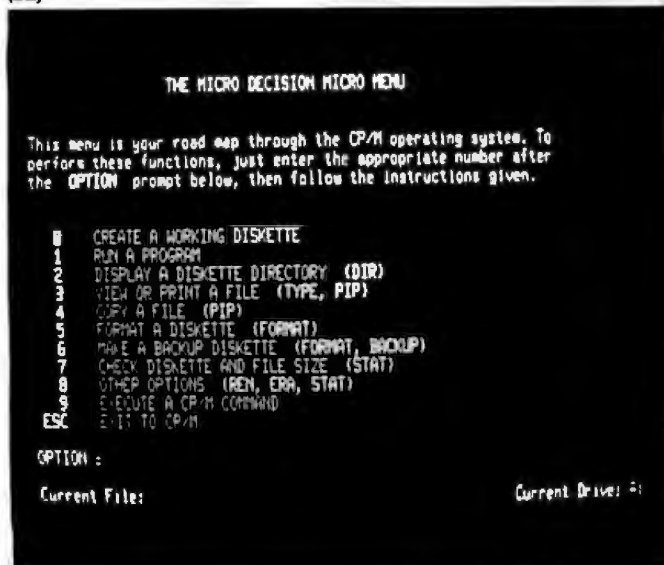 THE MICRO DECISION MICRO MENU
This menu is your road map through the CP/M operating system. To
perform these functions, just enter the appropriate number after
the OPTION prompt below, then follow the instructions given.
0 CREATE A WORKING DISKETTE
1 RUN A PROGRAM
2 DISPLAY A DISKETTE DIRECTORY (DIR)
3 VIEW OR PRINT A FILE (TYPE, PIP)
4 COPY A FILE (PIP)
5 FORMAT A DISKETTE (FORMAT)
6 MAKE A BACKUP DISKETTE (FORMAT, BACKUP)
7 CHECK DISKETTE AND FILE SIZE (STAT)
8 OTHER OPTIONS (REN, ERA, STAT)
9 EXECUTE A CP/M COMMAND
ESC EXIT TO CP/M
OPTION :
Current File:
Current Drive: